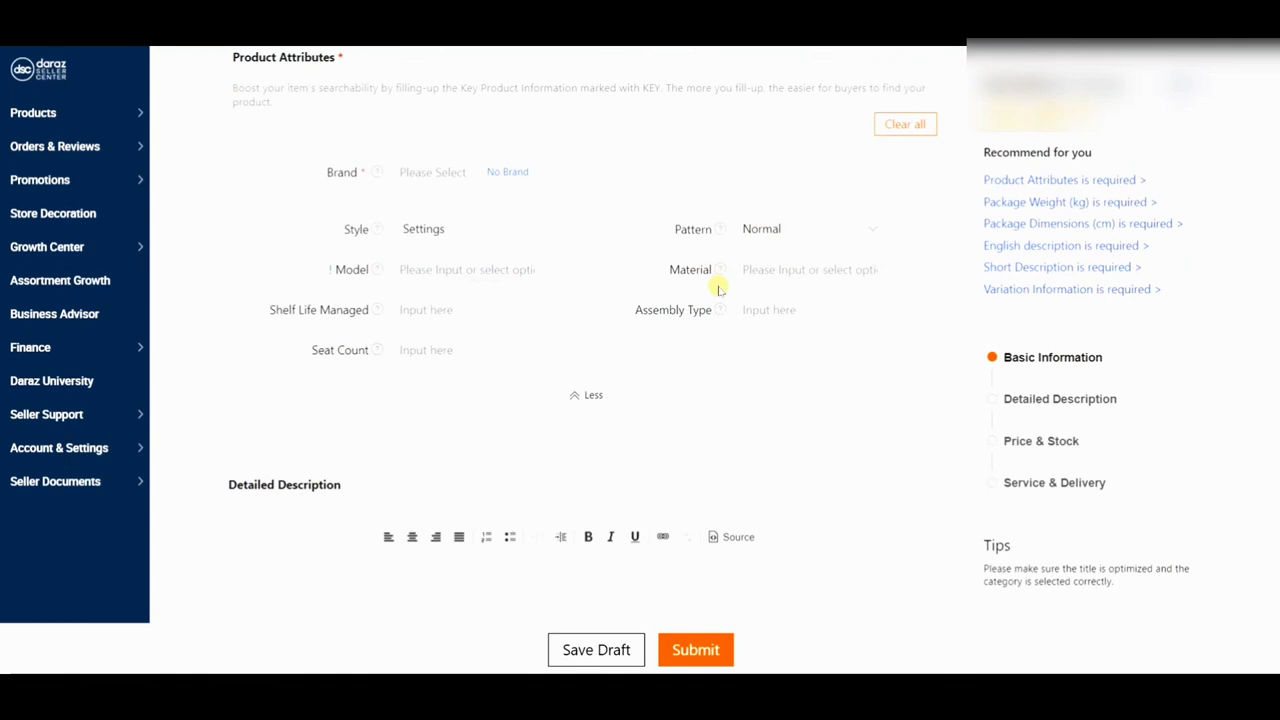 dsc daraz
SELLER
CENTER
Products
Orders & Reviews
Promotions
Store Decoration
Growth Center
Assortment Growth
Business Advisor
Finance
Daraz University
Seller Support
Account & Settings
Seller Documents
Product Attributes *
Boost your item's searchability by filling-up the Key Product Information marked with KEY. The more you fill-up, the easier for buyers to find your
product.
Clear all
Brand * ? Please Select No Brand
Style ? Settings
Pattern ? Normal
! Model ? Please Input or select opti
Material ? Please Input or select opti
Shelf Life Managed ? Input here
Assembly Type ? Input here
Seat Count ? Input here
Less
Detailed Description
B I U Source
Save Draft
Submit
Recommend for you
Product Attributes is required >
Package Weight (kg) is required >
Package Dimensions (cm) is required >
English description is required >
Short Description is required >
Variation Information is required >
Basic Information
Detailed Description
Price & Stock
Service & Delivery
Tips
Please make sure the title is optimized and the
category is selected correctly.